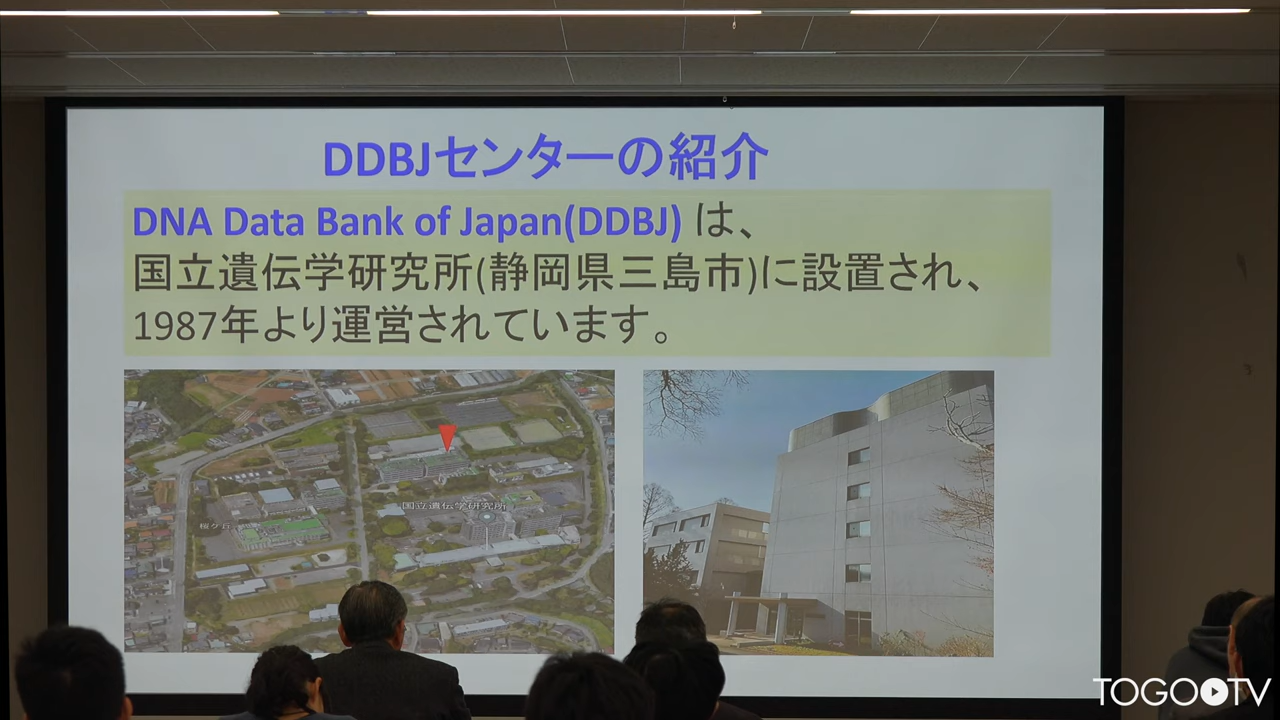 DDBJセンターの紹介
DNA Data Bank of Japan(DDBJ) は、
国立遺伝学研究所(静岡県三島市)に設置され、
1987年より運営されています。
国立遺伝学研究所
桜ケ丘
TOGOTV